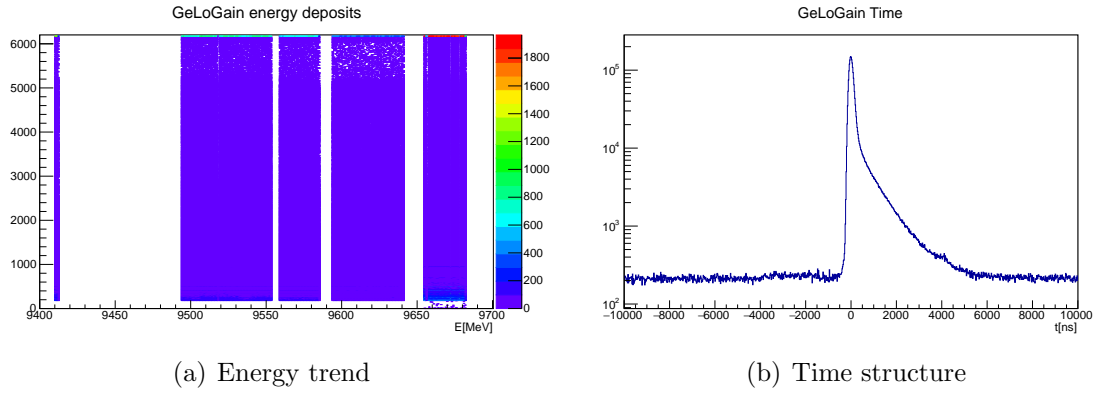 GeLoGain energy deposits
6000
5000
4000
3000
2000
1000
0
9400 9450 9500 9550 9600 9650 9700
E[MeV]
1800
1600
1400
1200
1000
800
600
400
200
0
(a) Energy trend
GeLoGain Time
10^5
10^4
10^3
10^2
−10000 −8000 −6000 −4000 −2000 0 2000 4000 6000 8000 10000
t[ns]
(b) Time structure